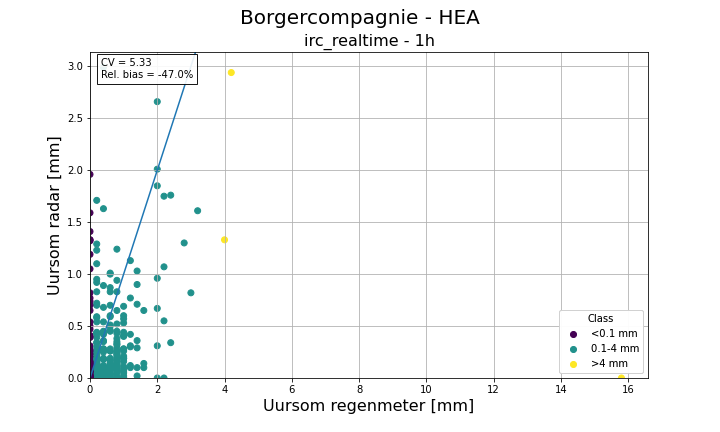 Borgercompagnie - HEA
irc_realtime - 1h
CV = 5.33
Rel. bias = -47.0%
3.0
2.5
2.0
1.5
1.0
0.5
0.0
Uursom radar [mm]
0 2 4 6 8 10 12 14 16
Uursom regenmeter [mm]
Class
<0.1 mm
0.1-4 mm
>4 mm